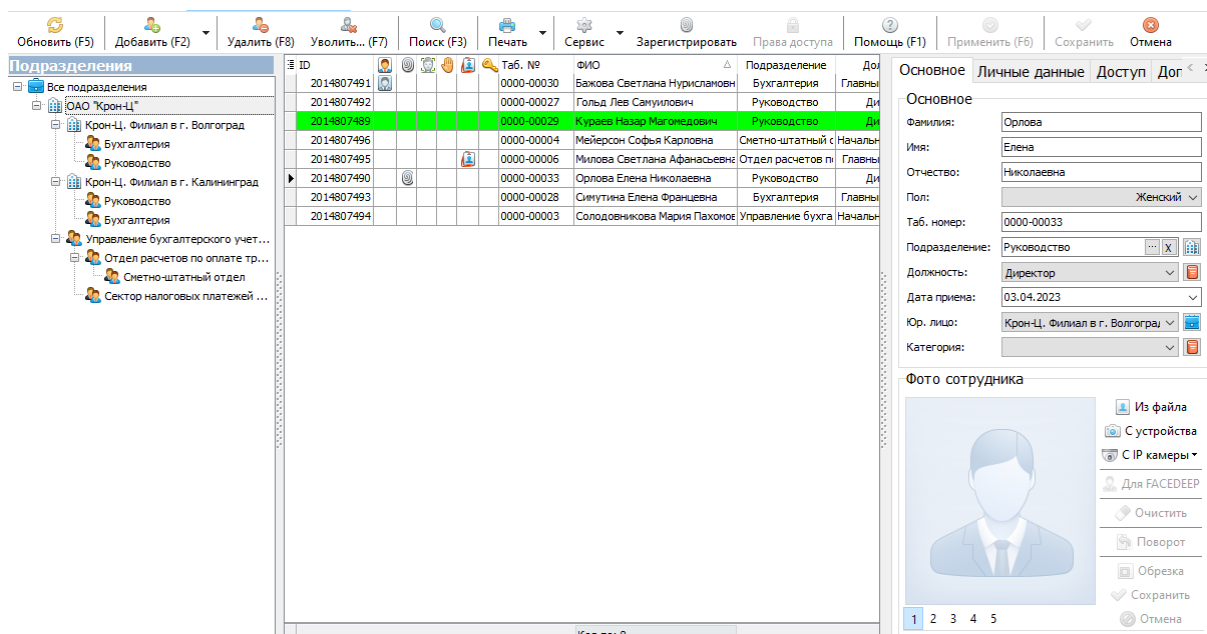 Обновить (F5) Добавить (F2) Удалить (F8) Уволить... (F7) Поиск (F3) Печать Сервис Зарегистрировать Права доступа Помощь (F1) Применить (F6) Сохранить Отмена
Подразделения
Все подразделения
ОАО "Крон-Ц"
Крон-Ц. Филиал в г. Волгоград
Бухгалтерия
Руководство
Крон-Ц. Филиал в г. Калининград
Руководство
Бухгалтерия
Управление бухгалтерского учет...
Отдел расчетов по оплате тр...
Сметно-штатный отдел
Сектор налоговых платежей ...
ID Таб. № ФИО Подразделение Дол
2014807491 0000-00030 Бажова Светлана Нурислановн Бухгалтерия Главны
2014807492 0000-00027 Гольд Лев Самуилович Руководство Ди
2014807489 0000-00029 Кураев Назар Магомедович Руководство Ди
2014807496 0000-00004 Мейерсон Софья Карловна Сметно-штатный с Начальн
2014807495 0000-00006 Милова Светлана Афанасьевна Отдел расчетов п Главны
2014807490 0000-00033 Орлова Елена Николаевна Руководство Ди
2014807493 0000-00028 Симутина Елена Францевна Бухгалтерия Главны
2014807494 0000-00003 Солодовникова Мария Пахомов Управление бухга Начальн
Основное Личные данные Доступ Доп
Основное
Фамилия: Орлова
Имя: Елена
Отчество: Николаевна
Пол: Женский
Таб. номер: 0000-00033
Подразделение: Руководство ... X
Должность: Директор
Дата приема: 03.04.2023
Юр. лицо: Крон-Ц. Филиал в г. Волгоград
Категория:
Фото сотрудника
Из файла
С устройства
С IP камеры
Для FACEDEEP
Очистить
Поворот
Обрезка
Сохранить
Отмена
1 2 3 4 5